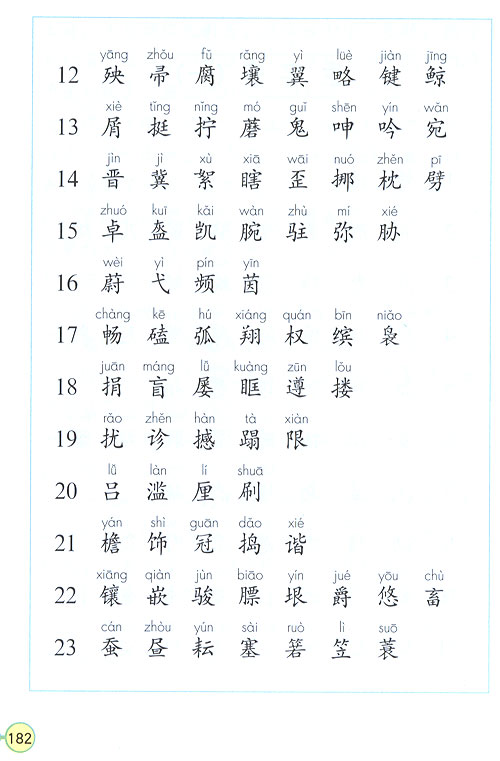 yāng zhǒu fǔ rǎng yì lüè jiàn jīng
12 殃 帚 腐 壤 翼 略 键 鲸
xiè tǐng nǐng mó guǐ shēn yín wǎn
13 屑 挺 拧 蘑 鬼 呻 吟 宛
jìn jì xù xiā wāi nuó zhěn pī
14 晋 冀 絮 瞎 歪 挪 枕 劈
zhuó kuī kǎi wàn zhù mí xié
15 卓 盔 凯 腕 驻 弥 胁
wèi yì pín yīn
16 蔚 弋 频 茵
chàng kē hú xiáng quán bīn niǎo
17 畅 磕 弧 翔 权 缤 袅
juān máng lǚ kuàng zūn lǒu
18 捐 盲 屡 眶 遵 搂
rǎo zhěn hàn tà xiàn
19 扰 诊 撼 蹋 限
lǚ làn lí shuā
20 吕 滥 厘 刷
yán shì guān dǎo xié
21 檐 饰 冠 捣 谐
xiāng qiàn jùn biāo yín jué yōu chù
22 镶 嵌 骏 膘 垠 爵 悠 畜
cán zhòu yún sài ruò lì suō
23 蚕 昼 耘 塞 箬 笠 蓑
182